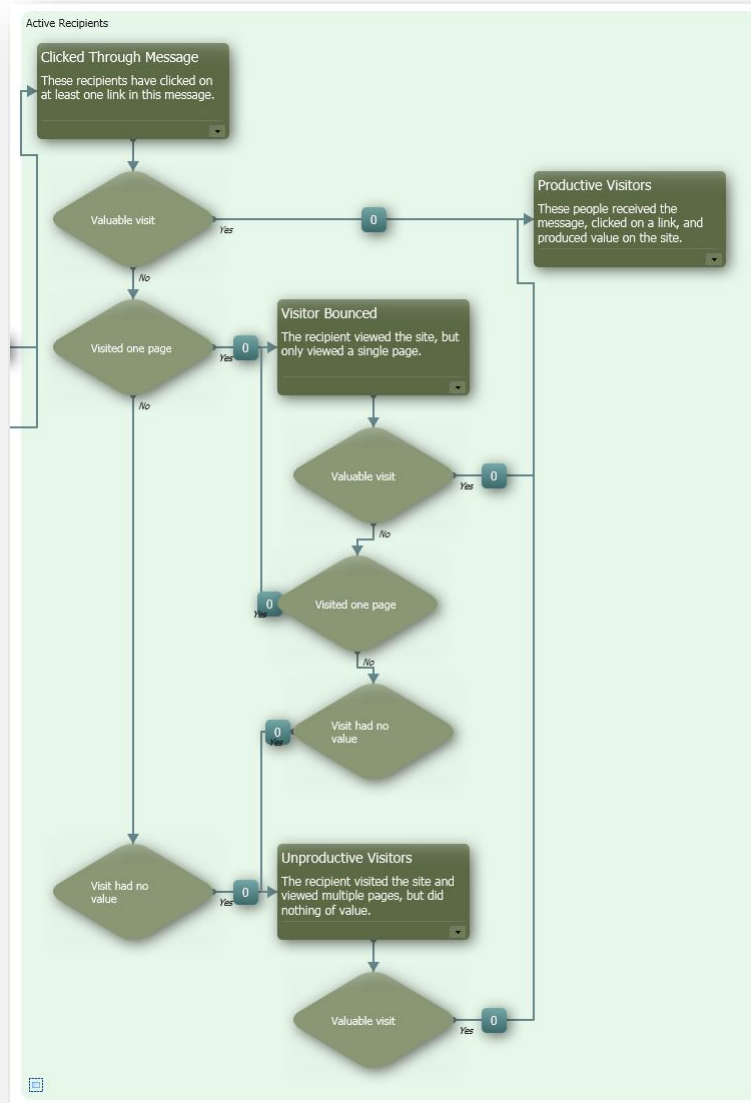 Active Recipients
Clicked Through Message
These recipients have clicked on
at least one link in this message.
Valuable visit
Yes
0
No
Productive Visitors
These people received the
message, clicked on a link, and
produced value on the site.
Visited one page
Yes
0
No
Visitor Bounced
The recipient viewed the site, but
only viewed a single page.
Valuable visit
Yes
0
No
Visited one page
0
Yes
No
Visit had no
value
0
Yes
Visit had no
value
Yes
0
Unproductive Visitors
The recipient visited the site and
viewed multiple pages, but did
nothing of value.
Valuable visit
Yes
0